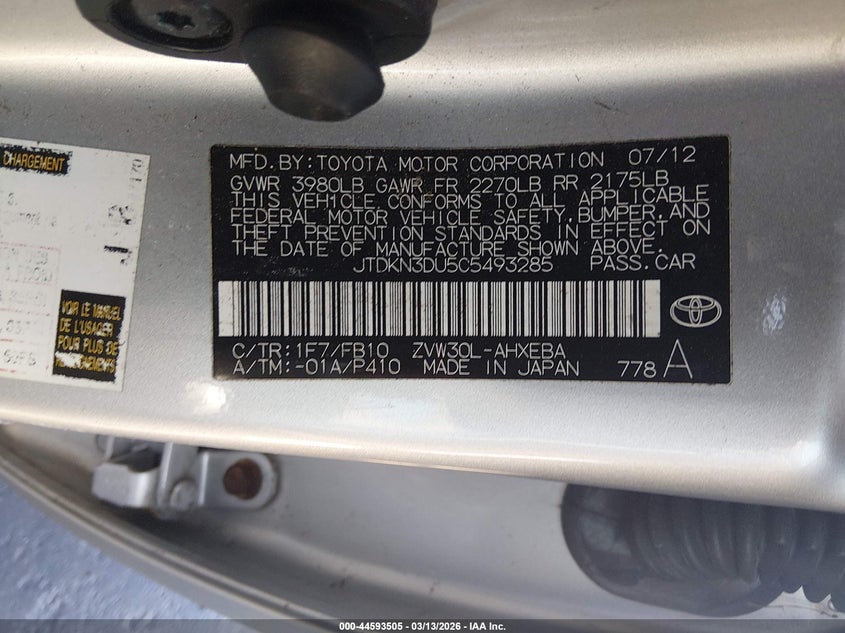 CHARGEMENT
VOIR LE MANUEL
DE L'USAGER
POUR PLUS DE
MFD.BY:TOYOTA MOTOR CORPORATION 07/12
GVWR 3980LB GAWR FR 2270LB RR 2175LB
THIS VEHICLE CONFORMS TO ALL APPLICABLE
FEDERAL MOTOR VEHICLE SAFETY,BUMPER,AND
THEFT PREVENTION STANDARDS IN EFFECT ON
THE DATE OF MANUFACTURE SHOWN ABOVE.
JTDKN3DU5C5493285 PASS.CAR
C/TR:1F7/FB10 ZVW30L-AHXEBA
A/TM:-01A/P410 MADE IN JAPAN 778 A
000-44593505 / 03/13/2026 - IAA Inc.